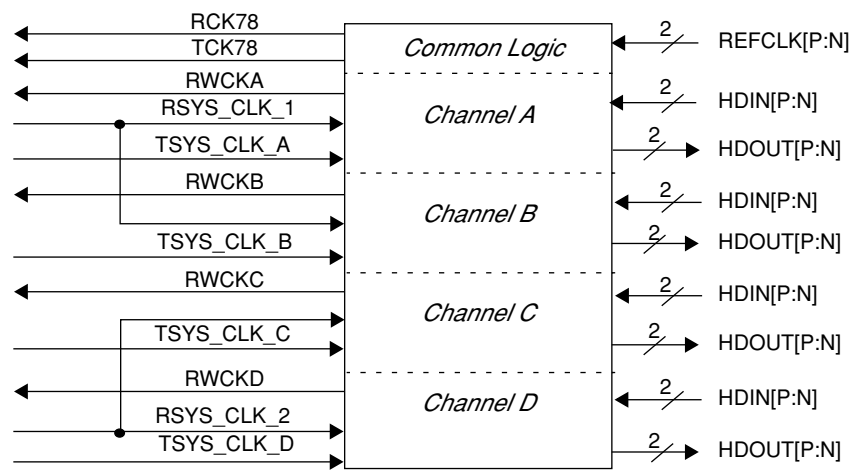 RCK78
2
REFCLK[P:N]
Common Logic
TCK78
RWCKA
2
HDIN[P:N]
RSYS_CLK_1
Channel A
TSYS_CLK_A
2
HDOUT[P:N]
RWCKB
2
HDIN[P:N]
Channel B
TSYS_CLK_B
2
HDOUT[P:N]
RWCKC
2
HDIN[P:N]
Channel C
TSYS_CLK_C
2
HDOUT[P:N]
RWCKD
2
HDIN[P:N]
Channel D
RSYS_CLK_2
TSYS_CLK_D
2
HDOUT[P:N]